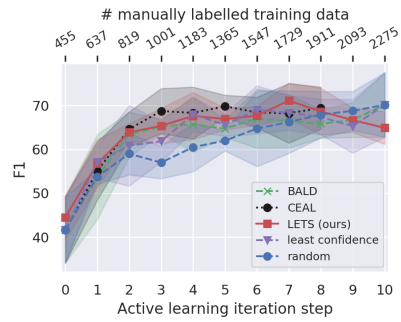 # manually labelled training data
455 637 819 1001 1183 1365 1547 1729 1911 2093 2275
70
60
50
40
F1
BALD
CEAL
LETS (ours)
least confidence
random
0 1 2 3 4 5 6 7 8 9 10
Active learning iteration step